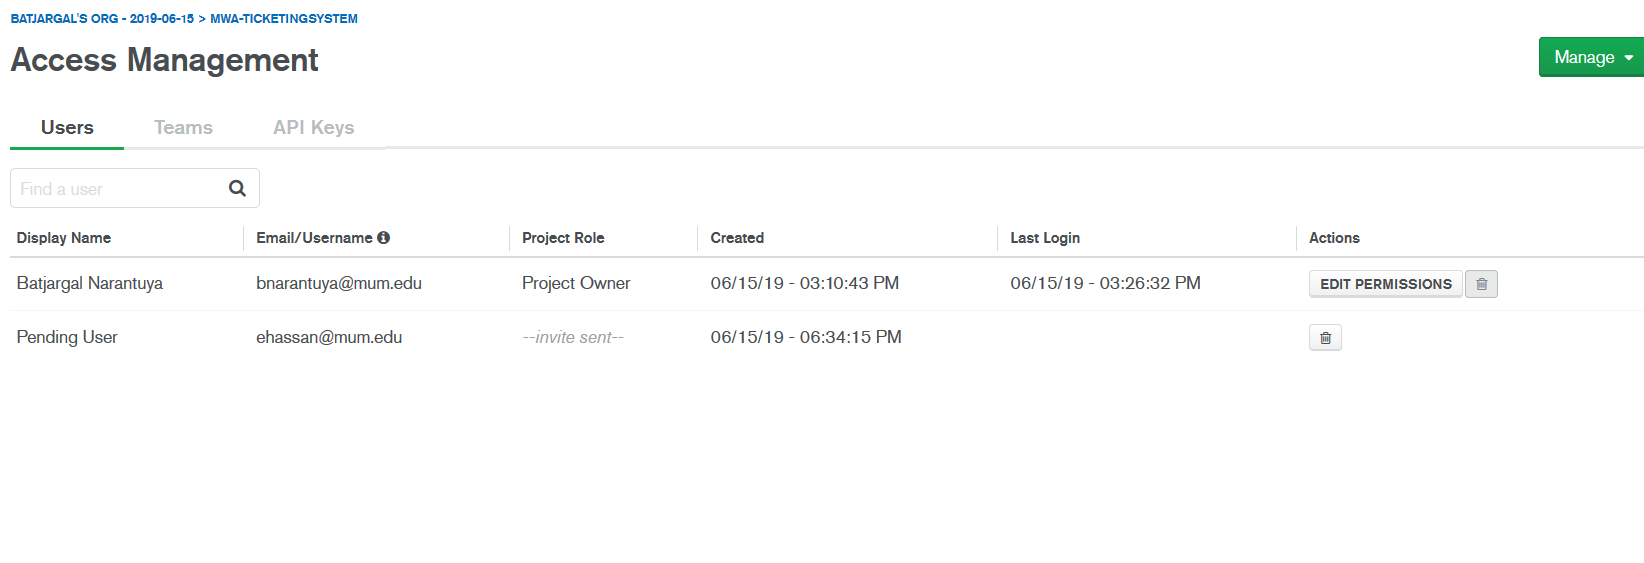 BATJARGAL'S ORG - 2019-06-15 > MWA-TICKETINGSYSTEM
Access Management
Manage
Users Teams API Keys
Find a user
Display Name Email/Username Project Role Created Last Login Actions
Batjargal Narantuya bnarantuya@mum.edu Project Owner 06/15/19 - 03:10:43 PM 06/15/19 - 03:26:32 PM EDIT PERMISSIONS
Pending User ehassan@mum.edu --invite sent-- 06/15/19 - 06:34:15 PM